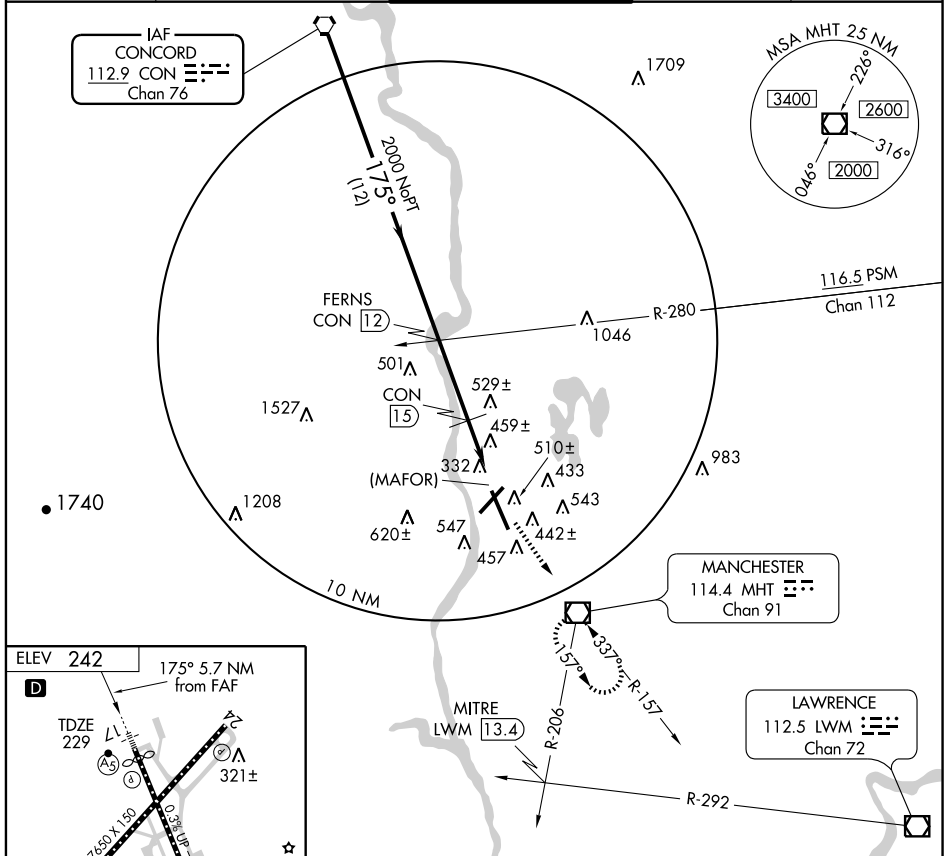 IAF
CONCORD
112.9 CON
Chan 76
1709
MSA MHT 25 NM
226°
3400
2600
316°
046°
2000
2000 NoPT
175°
(12)
116.5 PSM
Chan 112
R-280
FERNS
CON 12
1046
501
CON
15
529±
1527
459±
510±
332
433
(MAFOR)
983
543
1740
1208
620±
547
442±
457
10 NM
MANCHESTER
114.4 MHT
Chan 91
337°
157°
R-157
R-206
MITRE
LWM 13.4
LAWRENCE
112.5 LWM
Chan 72
R-292
ELEV 242
D
175° 5.7 NM
from FAF
TDZE
229
17
24
A5
P
P
321±
7650 X 150
0.3% UP